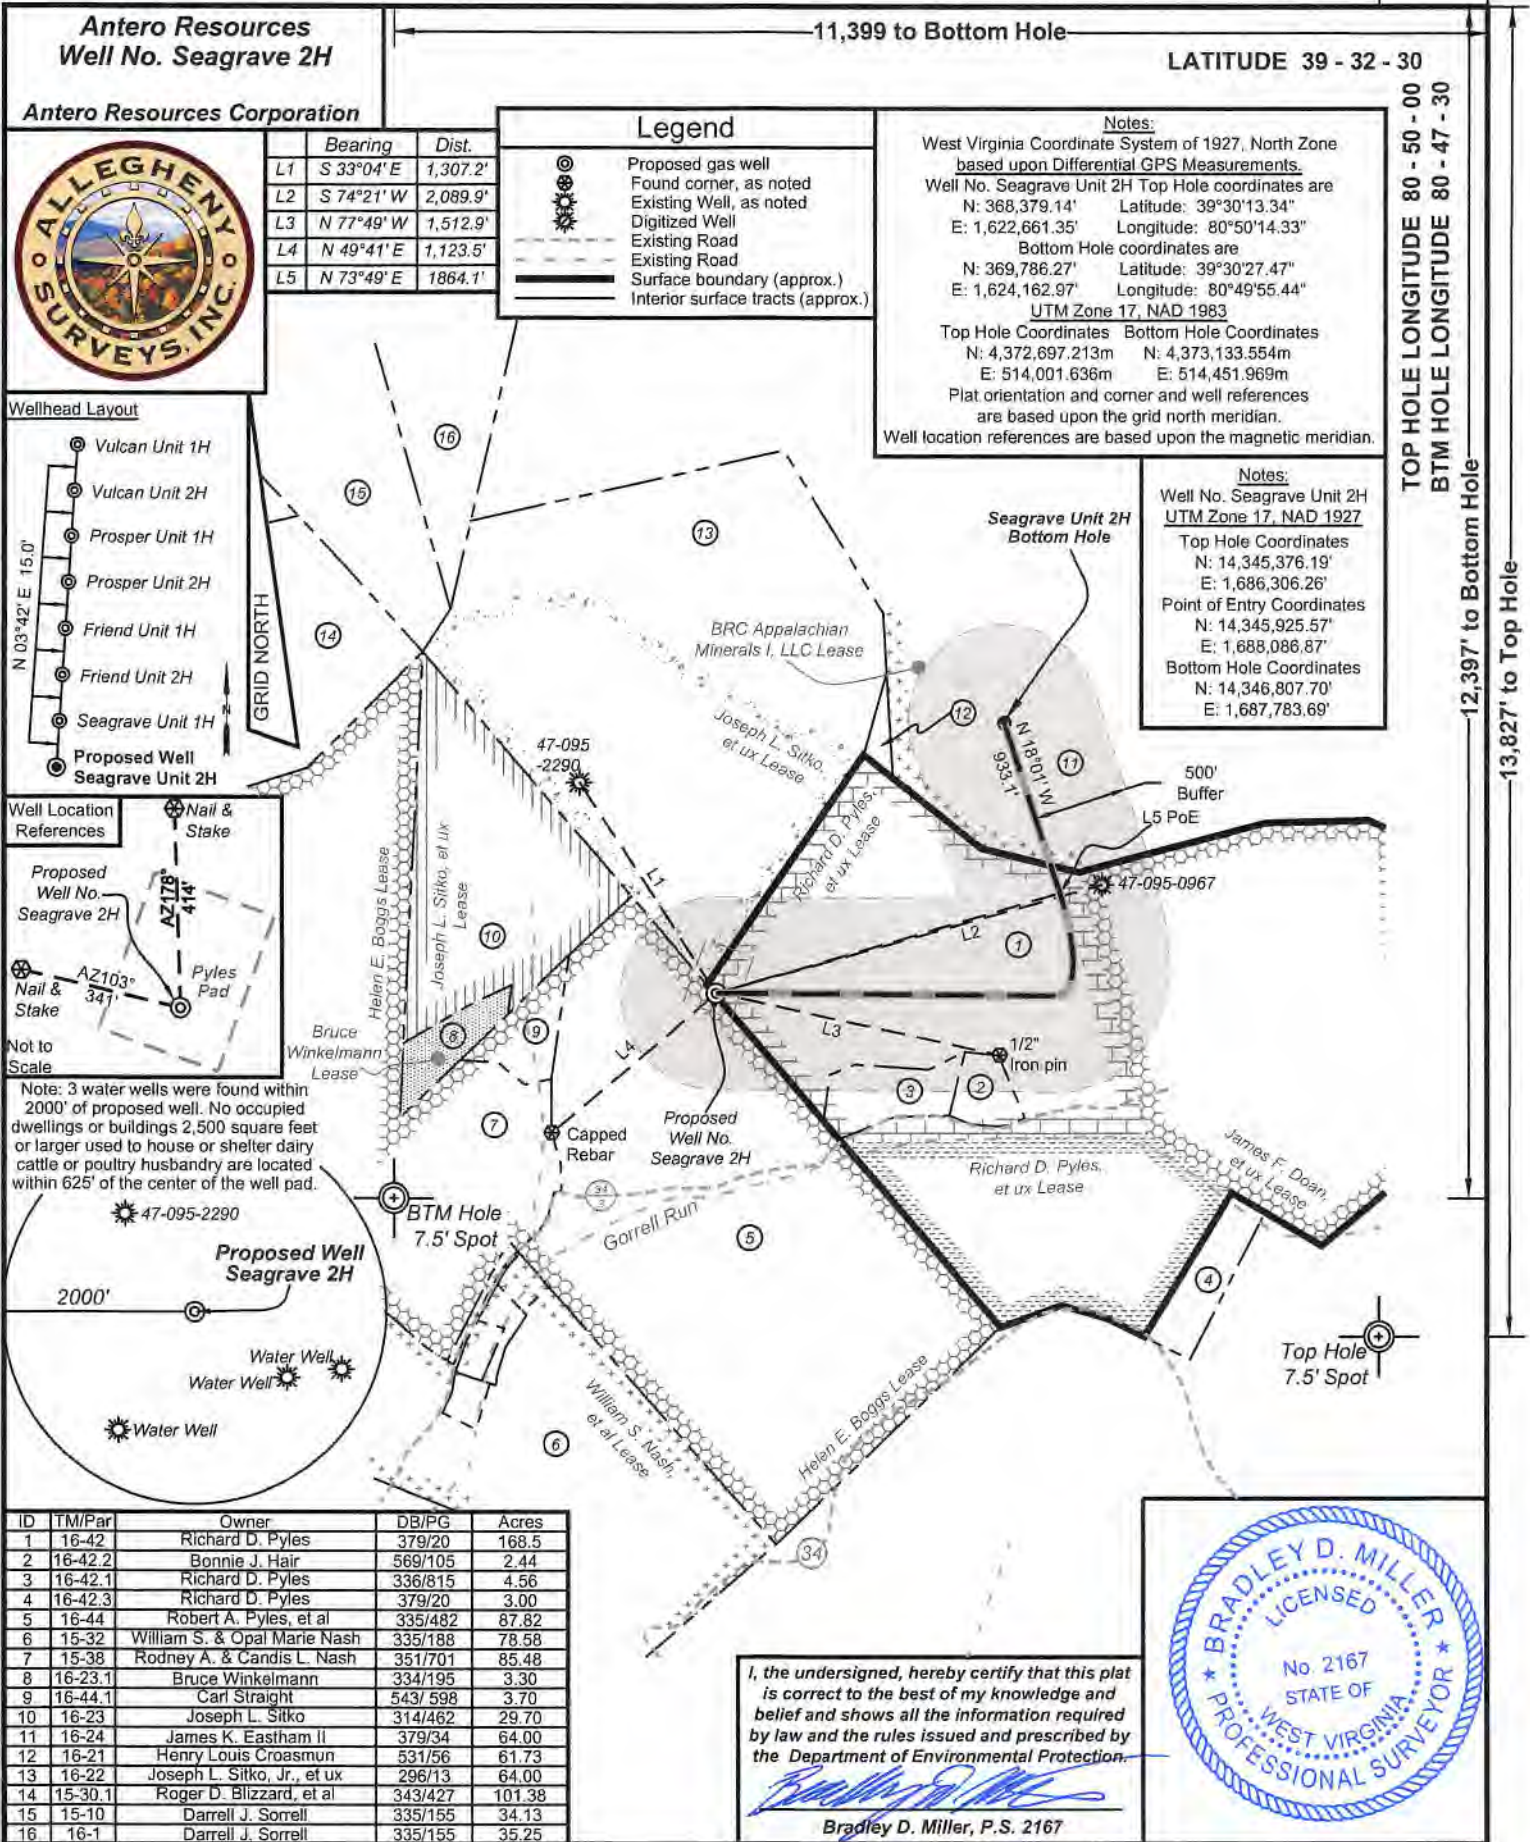 Antero Resources
Well No. Seagrave 2H
Antero Resources Corporation
11,399 to Bottom Hole
LATITUDE 39 - 32 - 30
TOP HOLE LONGITUDE 80 - 50 - 00
BTM HOLE LONGITUDE 80 - 47 - 30
12,397' to Bottom Hole
13,827' to Top Hole
ALLEGHENY
SURVEYS, INC.
Bearing Dist.
L1 S 33°04' E 1,307.2'
L2 S 74°21' W 2,089.9'
L3 N 77°49' W 1,512.9'
L4 N 49°41' E 1,123.5'
L5 N 73°49' E 1864.1'
Legend
Proposed gas well
Found corner, as noted
Existing Well, as noted
Digitized Well
Existing Road
Existing Road
Surface boundary (approx.)
Interior surface tracts (approx.)
Notes:
West Virginia Coordinate System of 1927, North Zone
based upon Differential GPS Measurements.
Well No. Seagrave Unit 2H Top Hole coordinates are
N: 368,379.14' Latitude: 39°30'13.34"
E: 1,622,661.35' Longitude: 80°50'14.33"
Bottom Hole coordinates are
N: 369,786.27' Latitude: 39°30'27.47"
E: 1,624,162.97' Longitude: 80°49'55.44"
UTM Zone 17, NAD 1983
Top Hole Coordinates Bottom Hole Coordinates
N: 4,372,697.213m N: 4,373,133.554m
E: 514,001.636m E: 514,451.969m
Plat orientation and corner and well references
are based upon the grid north meridian.
Well location references are based upon the magnetic meridian.
Notes:
Well No. Seagrave Unit 2H
UTM Zone 17, NAD 1927
Top Hole Coordinates
N: 14,345,376.19'
E: 1,686,306.26'
Point of Entry Coordinates
N: 14,345,925.57'
E: 1,688,086.87'
Bottom Hole Coordinates
N: 14,346,807.70'
E: 1,687,783.69'
Wellhead Layout
Vulcan Unit 1H
Vulcan Unit 2H
Prosper Unit 1H
Prosper Unit 2H
Friend Unit 1H
Friend Unit 2H
Seagrave Unit 1H
Proposed Well
Seagrave Unit 2H
N 03°42' E 15.0'
N
GRID NORTH
Well Location
References
Nail &
Stake
Proposed
Well No.
Seagrave 2H
AZ178°
414'
AZ103°
341'
Nail &
Stake
Pyles
Pad
Not to
Scale
Note: 3 water wells were found within
2000' of proposed well. No occupied
dwellings or buildings 2,500 square feet
or larger used to house or shelter dairy
cattle or poultry husbandry are located
within 625' of the center of the well pad.
47-095-2290
Proposed Well
Seagrave 2H
2000'
Water Well
Water Well
Water Well
16
15
14
13
Seagrave Unit 2H
Bottom Hole
BRC Appalachian
Minerals I, LLC Lease
12
11
N 18°01' W
933.1'
500'
Buffer
L5 PoE
47-095-0967
47-095
-2290
Joseph L. Sitko,
et ux Lease
Richard D. Pyles,
et ux Lease
Helen E. Boggs Lease
Joseph L. Sitko, et ux
Lease
10
L1
L2
1
L3
1/2"
Iron pin
3
2
L4
8
9
Bruce
Winkelmann
Lease
7
Capped
Rebar
Proposed
Well No.
Seagrave 2H
Richard D. Pyles,
et ux Lease
James F. Doan,
et ux Lease
BTM Hole
7.5' Spot
Gorrell Run
5
4
Top Hole
7.5' Spot
6
William S. Nash,
et al Lease
Helen E. Boggs Lease
34
ID TM/Par Owner DB/PG Acres
1 16-42 Richard D. Pyles 379/20 168.5
2 16-42.2 Bonnie J. Hair 569/105 2.44
3 16-42.1 Richard D. Pyles 336/815 4.56
4 16-42.3 Richard D. Pyles 379/20 3.00
5 16-44 Robert A. Pyles, et al 335/482 87.82
6 15-32 William S. & Opal Marie Nash 335/188 78.58
7 15-38 Rodney A. & Candis L. Nash 351/701 85.48
8 16-23.1 Bruce Winkelmann 334/195 3.30
9 16-44.1 Carl Straight 543/ 598 3.70
10 16-23 Joseph L. Sitko 314/462 29.70
11 16-24 James K. Eastham II 379/34 64.00
12 16-21 Henry Louis Croasmun 531/56 61.73
13 16-22 Joseph L. Sitko, Jr., et ux 296/13 64.00
14 15-30.1 Roger D. Blizzard, et al 343/427 101.38
15 15-10 Darrell J. Sorrell 335/155 34.13
16 16-1 Darrell J. Sorrell 335/155 35.25
I, the undersigned, hereby certify that this plat
is correct to the best of my knowledge and
belief and shows all the information required
by law and the rules issued and prescribed by
the Department of Environmental Protection.
Bradley D. Miller, P.S. 2167
BRADLEY D. MILLER
LICENSED
No. 2167
STATE OF
WEST VIRGINIA
PROFESSIONAL SURVEYOR